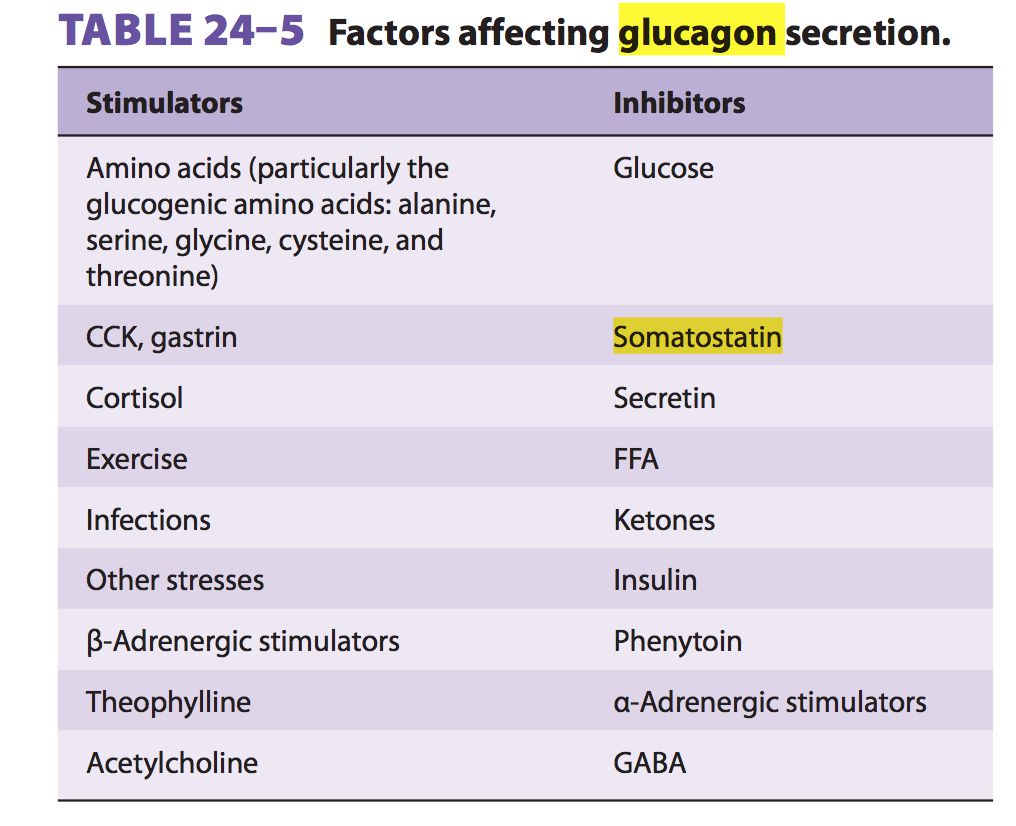 TABLE 24–5 Factors affecting glucagon secretion.
Stimulators Inhibitors
Amino acids (particularly the Glucose
glucogenic amino acids: alanine,
serine, glycine, cysteine, and
threonine)
CCK, gastrin Somatostatin
Cortisol Secretin
Exercise FFA
Infections Ketones
Other stresses Insulin
β-Adrenergic stimulators Phenytoin
Theophylline α-Adrenergic stimulators
Acetylcholine GABA